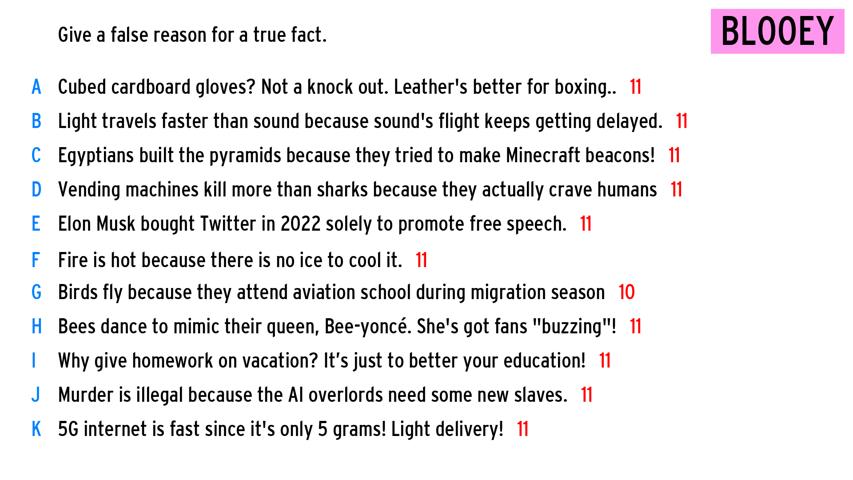 BLOOEY
Give a false reason for a true fact.
A Cubed cardboard gloves? Not a knock out. Leather's better for boxing.. 11
B Light travels faster than sound because sound's flight keeps getting delayed. 11
C Egyptians built the pyramids because they tried to make Minecraft beacons! 11
D Vending machines kill more than sharks because they actually crave humans 11
E Elon Musk bought Twitter in 2022 solely to promote free speech. 11
F Fire is hot because there is no ice to cool it. 11
G Birds fly because they attend aviation school during migration season 10
H Bees dance to mimic their queen, Bee-yoncé. She's got fans "buzzing"! 11
I Why give homework on vacation? It’s just to better your education! 11
J Murder is illegal because the AI overlords need some new slaves. 11
K 5G internet is fast since it's only 5 grams! Light delivery! 11